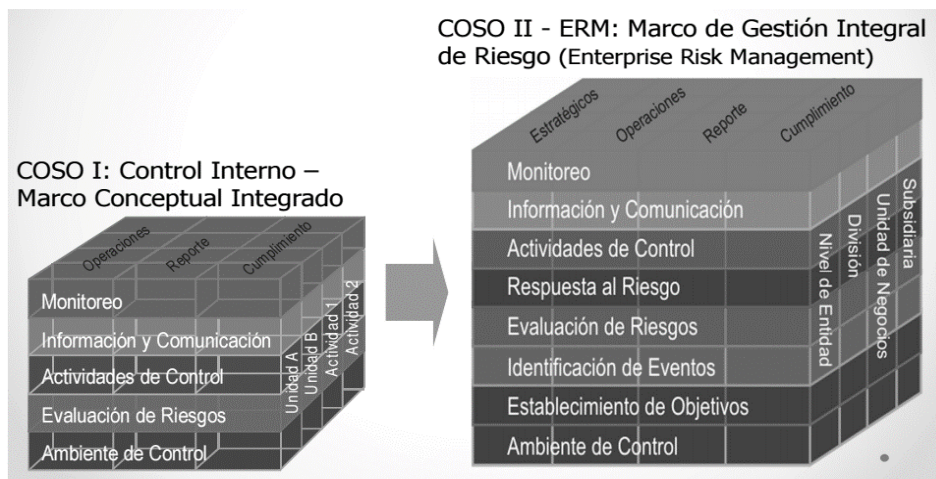 COSO II - ERM: Marco de Gestión Integral
de Riesgo (Enterprise Risk Management)
COSO I: Control Interno –
Marco Conceptual Integrado
Operaciones
Reporte
Cumplimiento
Monitoreo
Información y Comunicación
Actividades de Control
Evaluación de Riesgos
Ambiente de Control
Unidad A
Unidad B
Actividad 1
Actividad 2
Estratégicos
Operaciones
Reporte
Cumplimiento
Monitoreo
Información y Comunicación
Actividades de Control
Respuesta al Riesgo
Evaluación de Riesgos
Identificación de Eventos
Establecimiento de Objetivos
Ambiente de Control
Nivel de Entidad
División
Unidad de Negocios
Subsidiaria